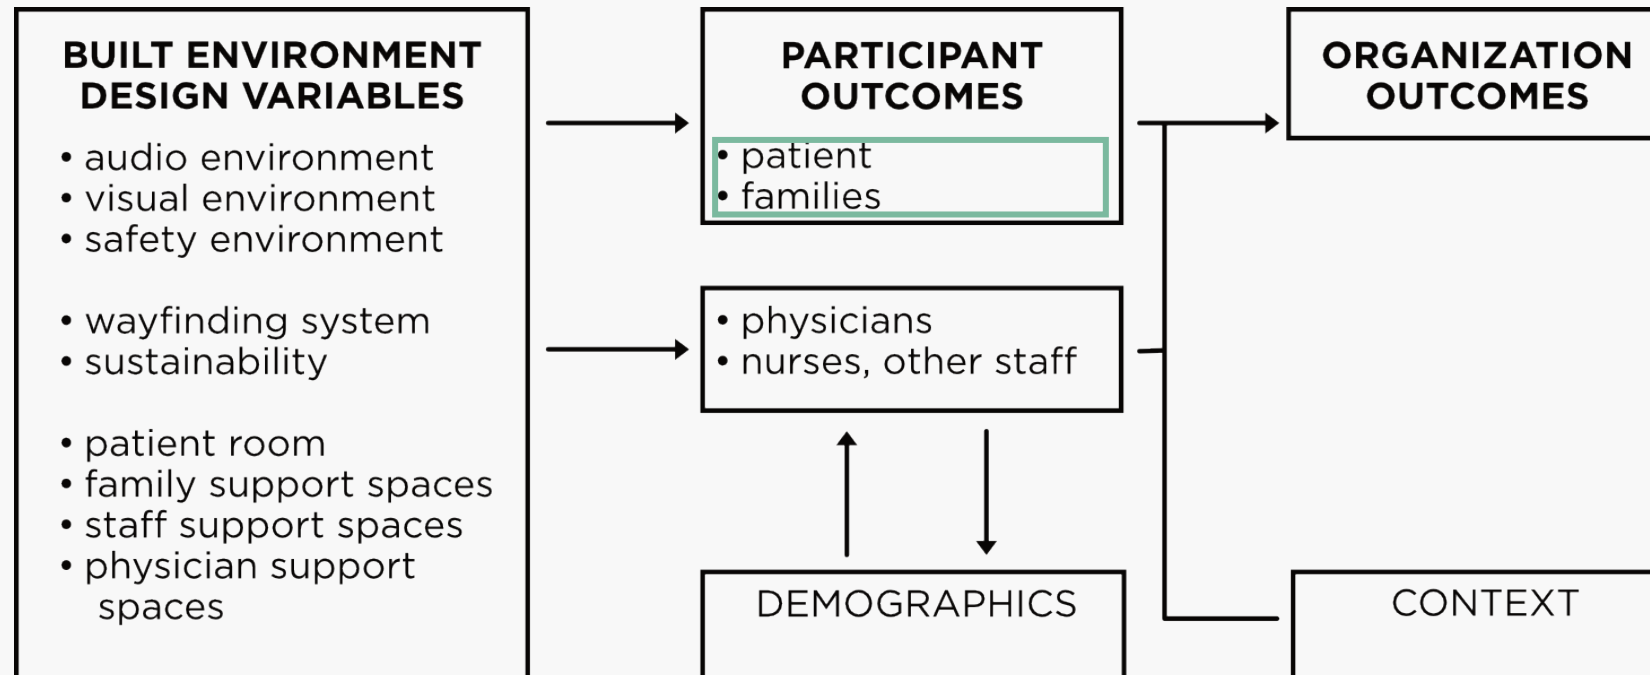 BUILT ENVIRONMENT
DESIGN VARIABLES
• audio environment
• visual environment
• safety environment
• wayfinding system
• sustainability
• patient room
• family support spaces
• staff support spaces
• physician support
spaces
PARTICIPANT
OUTCOMES
• patient
• families
• physicians
• nurses, other staff
DEMOGRAPHICS
ORGANIZATION
OUTCOMES
CONTEXT